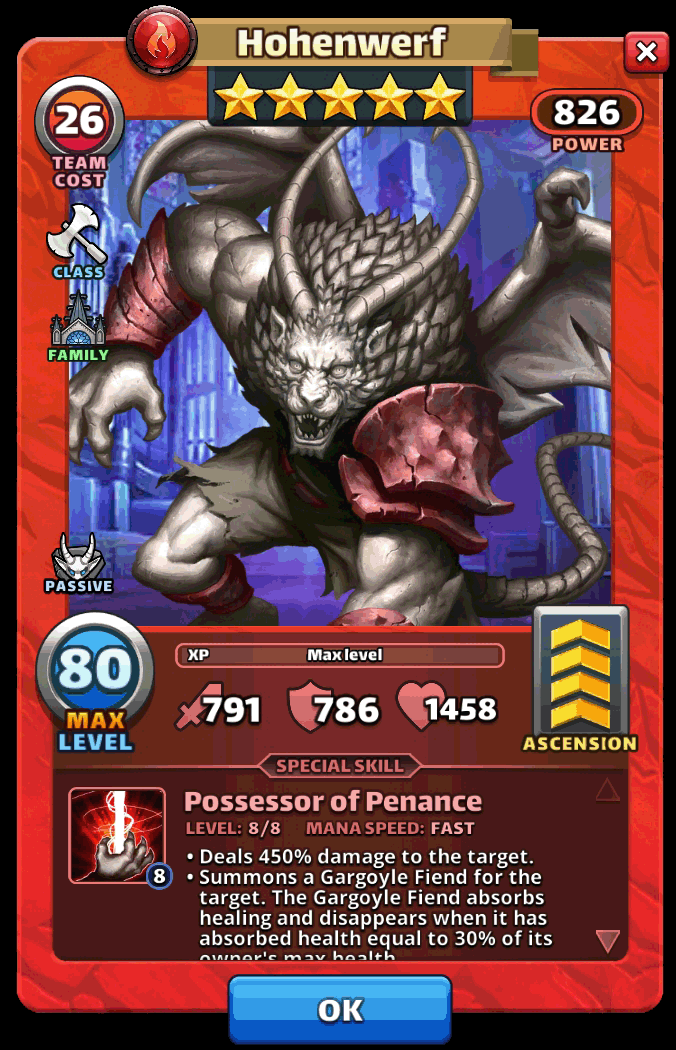 Hohenwerf
26
TEAM
COST
826
POWER
CLASS
FAMILY
PASSIVE
80
MAX
LEVEL
XP Max level
791 786 1458
ASCENSION
SPECIAL SKILL
Possessor of Penance
LEVEL: 8/8 MANA SPEED: FAST
8
• Deals 450% damage to the target.
• Summons a Gargoyle Fiend for the
target. The Gargoyle Fiend absorbs
healing and disappears when it has
absorbed health equal to 30% of its
owner's max health.
OK